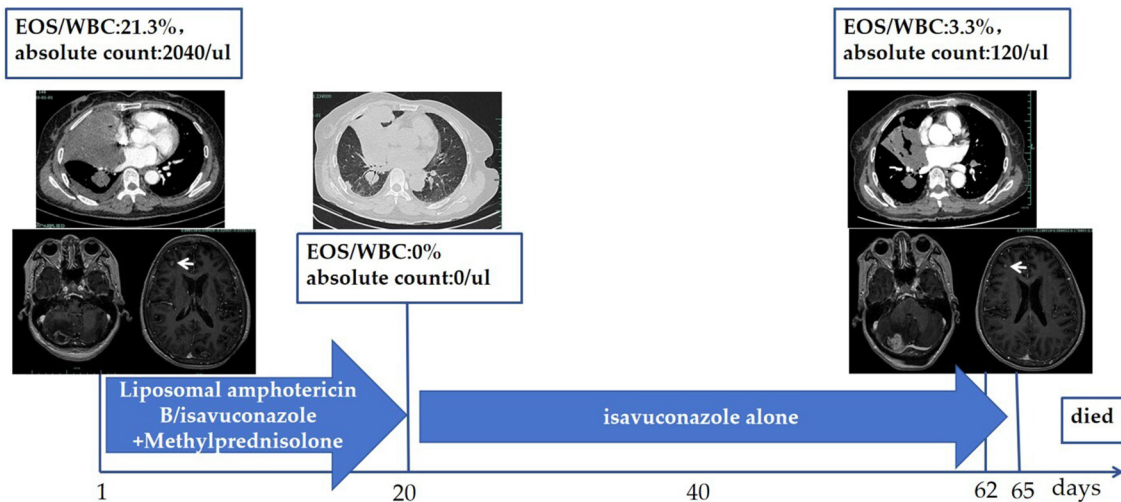 EOS/WBC:21.3%,
absolute count:2040/ul
EOS/WBC:3.3%,
absolute count:120/ul
EOS/WBC:0%
absolute count:0/ul
Liposomal amphotericin
B/isavuconazole
+Methylprednisolone
isavuconazole alone
died
1
20
40
62
65
days